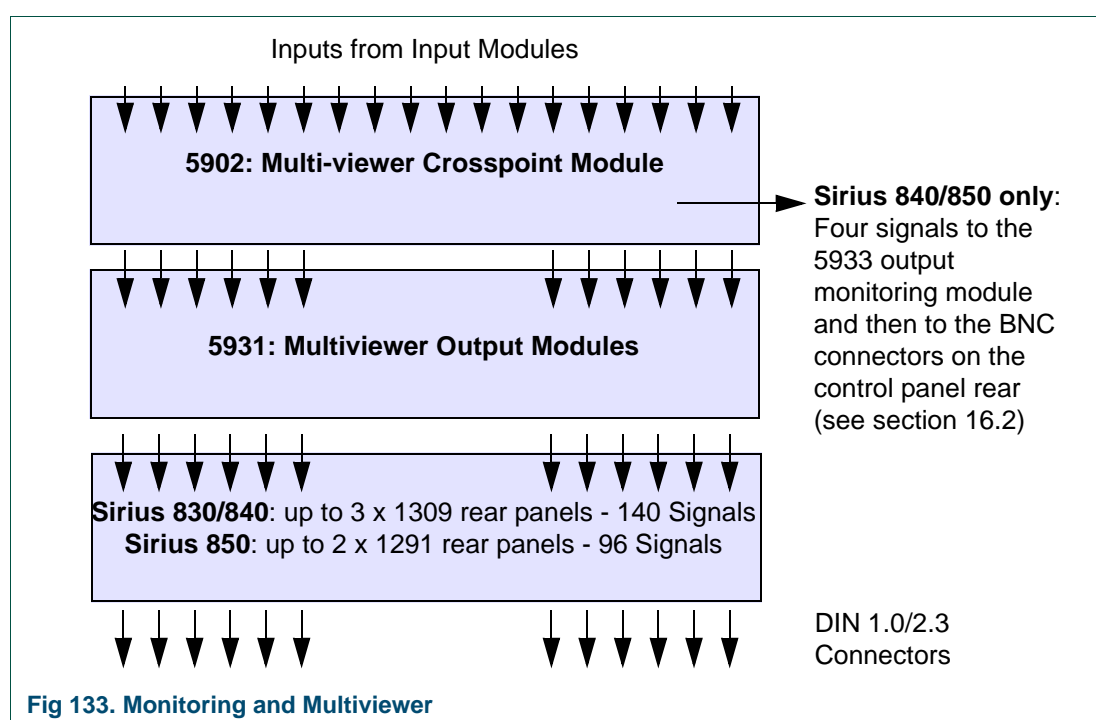 Inputs from Input Modules
5902: Multi-viewer Crosspoint Module
Sirius 840/850 only:
Four signals to the
5933 output
monitoring module
and then to the BNC
connectors on the
control panel rear
(see section 16.2)
5931: Multiviewer Output Modules
Sirius 830/840: up to 3 x 1309 rear panels - 140 Signals
Sirius 850: up to 2 x 1291 rear panels - 96 Signals
DIN 1.0/2.3
Connectors
Fig 133. Monitoring and Multiviewer